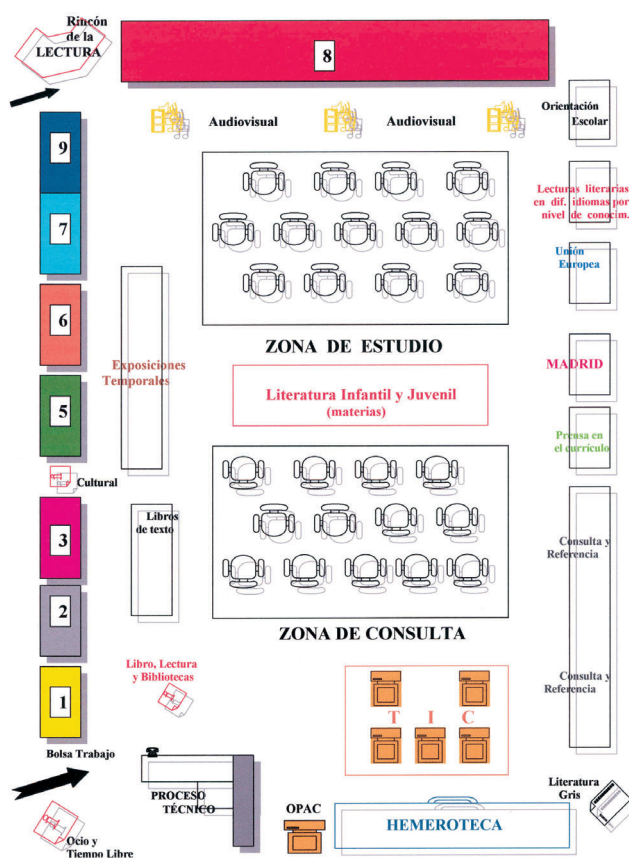 Rincón
de la
LECTURA
8
Audiovisual
Audiovisual
Orientación
Escolar
9
Lecturas literarias
en dif. idiomas por
nivel de conocim.
7
Unión
Europea
6
ZONA DE ESTUDIO
Exposiciones
Temporales
MADRID
Literatura Infantil y Juvenil
(materias)
5
Prensa en
el currículo
Cultural
3
Libros
de texto
Consulta y
Referencia
2
ZONA DE CONSULTA
Libro, Lectura
y Bibliotecas
Consulta y
Referencia
1
T I C
Bolsa Trabajo
PROCESO
TÉCNICO
OPAC
HEMEROTECA
Literatura
Gris
Ocio y
Tiempo Libre